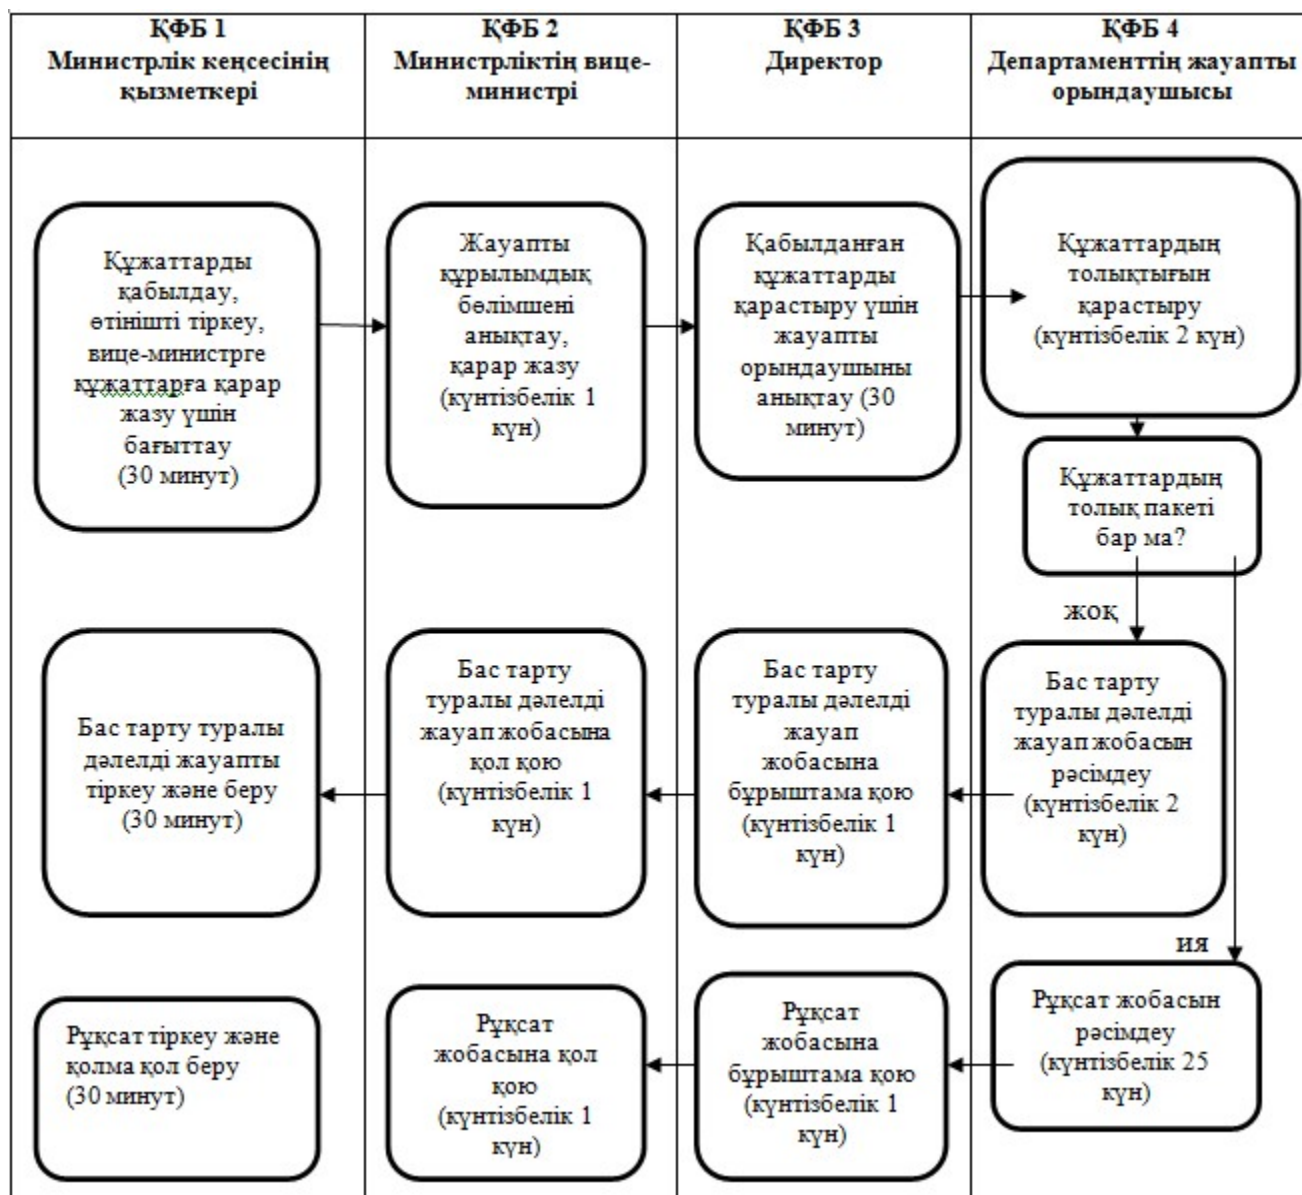 ҚФБ 1
Министрлік кеңсесінің
қызметкері
ҚФБ 2
Министрліктің вице-
министрі
ҚФБ 3
Директор
ҚФБ 4
Департаменттің жауапты
орындаушысы
Құжаттарды
қабылдау,
өтінішті тіркеу,
вице-министрге
құжаттарға қарар
жазу үшін
бағыттау
(30 минут)
Жауапты
құрылымдық
бөлімшені
анықтау,
қарар жазу
(күнтізбелік 1
күн)
Қабылданған
құжаттарды
қарастыру үшін
жауапты
орындаушыны
анықтау (30
минут)
Құжаттардың
толықтығын
қарастыру
(күнтізбелік 2 күн)
Құжаттардың
толық пакеті
бар ма?
жоқ
Бас тарту туралы
дәлелді жауапты
тіркеу және беру
(30 минут)
Бас тарту
туралы дәлелді
жауап жобасына
қол қою
(күнтізбелік 1
күн)
Бас тарту
туралы дәлелді
жауап
жобасына
бұрыштама қою
(күнтізбелік 1
күн)
Бас тарту
туралы дәлелді
жауап жобасын
рәсімдеу
(күнтізбелік 2
күн)
ия
Рұқсат тіркеу және
қолма қол беру
(30 минут)
Рұқсат
жобасына қол
қою
(күнтізбелік 1
күн)
Рұқсат
жобасына
бұрыштама қою
(күнтізбелік 1
күн)
Рұқсат жобасын
рәсімдеу
(күнтізбелік 25
күн)